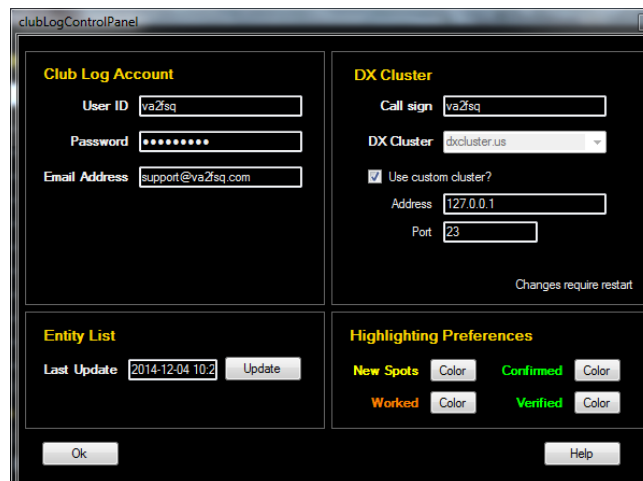 clubLogControlPanel
Club Log Account
User ID va2fsq
Password •••••••••
Email Address support@va2fsq.com
DX Cluster
Call sign va2fsq
DX Cluster dxcluster.us
Use custom cluster?
Address 127.0.0.1
Port 23
Changes require restart
Entity List
Last Update 2014-12-04 10:2 Update
Highlighting Preferences
New Spots Color Confirmed Color
Worked Color Verified Color
Ok
Help